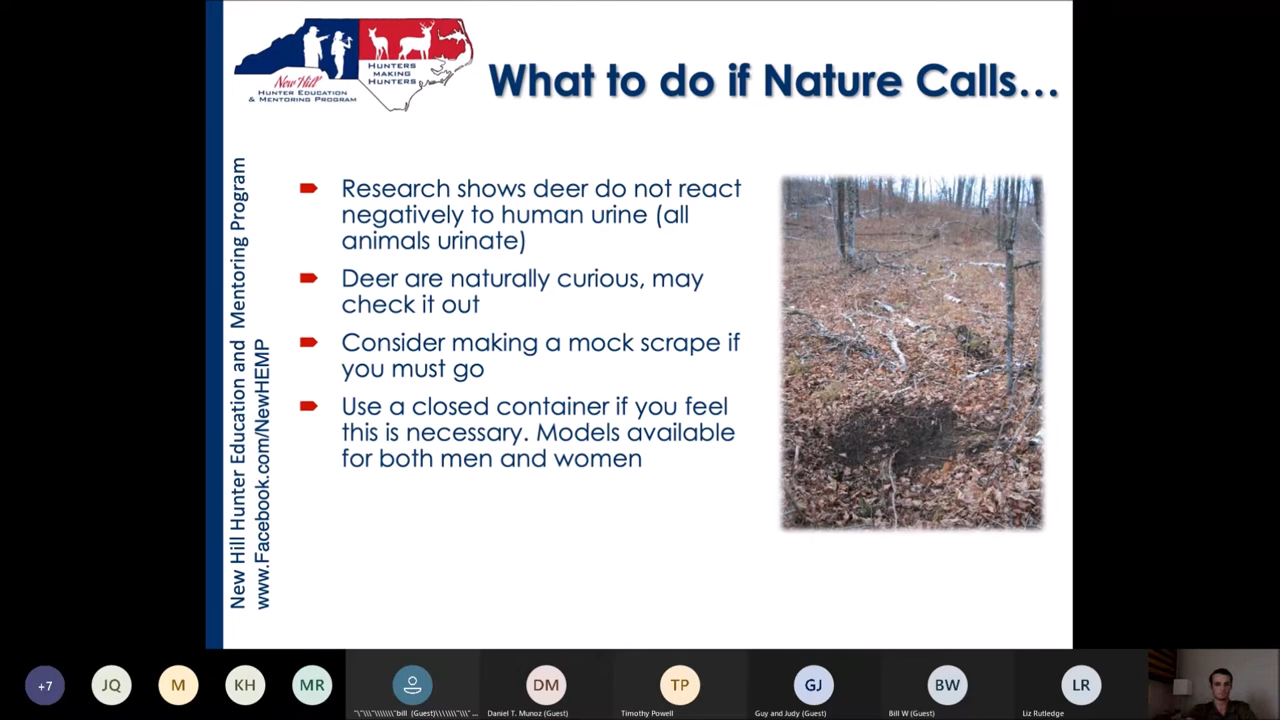 New Hill
HUNTER EDUCATION
& MENTORING PROGRAM
HUNTERS
MAKING
HUNTERS
What to do if Nature Calls...
New Hill Hunter Education and Mentoring Program
www.Facebook.com/NewHEMP
Research shows deer do not react
negatively to human urine (all
animals urinate)
Deer are naturally curious, may
check it out
Consider making a mock scrape if
you must go
Use a closed container if you feel
this is necessary. Models available
for both men and women
+7
JQ
M
KH
MR
DM
TP
GJ
BW
LR
"\"\\\"\\\\\\\"bill (Guest)\\\\\\\"\\\" ...
Daniel T. Munoz (Guest)
Timothy Powell
Guy and Judy (Guest)
Bill W (Guest)
Liz Rutledge